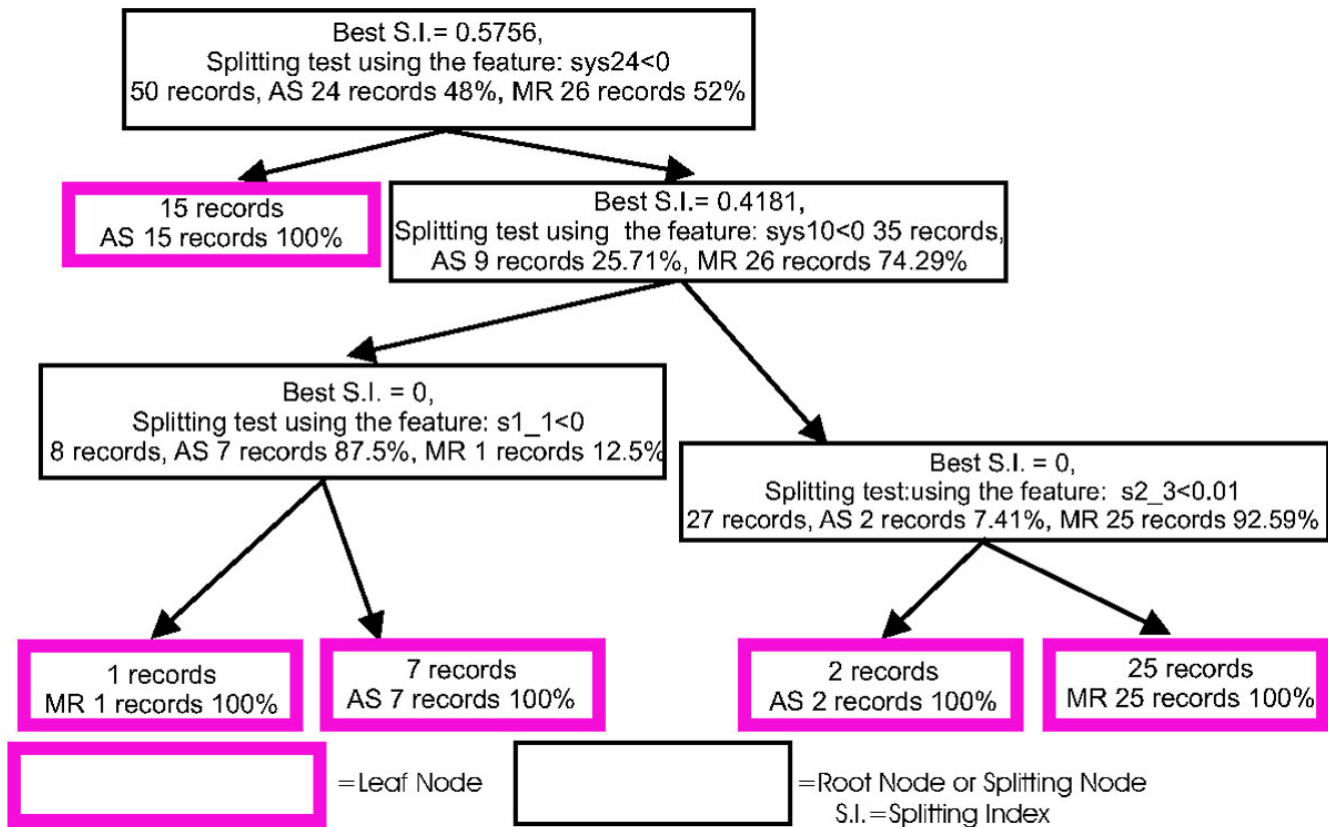 Best S.I.= 0.5756,
Splitting test using the feature: sys24<0
50 records, AS 24 records 48%, MR 26 records 52%
15 records
AS 15 records 100%
Best S.I.= 0.4181,
Splitting test using the feature: sys10<0 35 records,
AS 9 records 25.71%, MR 26 records 74.29%
Best S.I. = 0,
Splitting test using the feature: s1_1<0
8 records, AS 7 records 87.5%, MR 1 records 12.5%
Best S.I. = 0,
Splitting test:using the feature: s2_3<0.01
27 records, AS 2 records 7.41%, MR 25 records 92.59%
1 records
MR 1 records 100%
7 records
AS 7 records 100%
2 records
AS 2 records 100%
25 records
MR 25 records 100%
=Leaf Node
=Root Node or Splitting Node
S.I.=Splitting Index